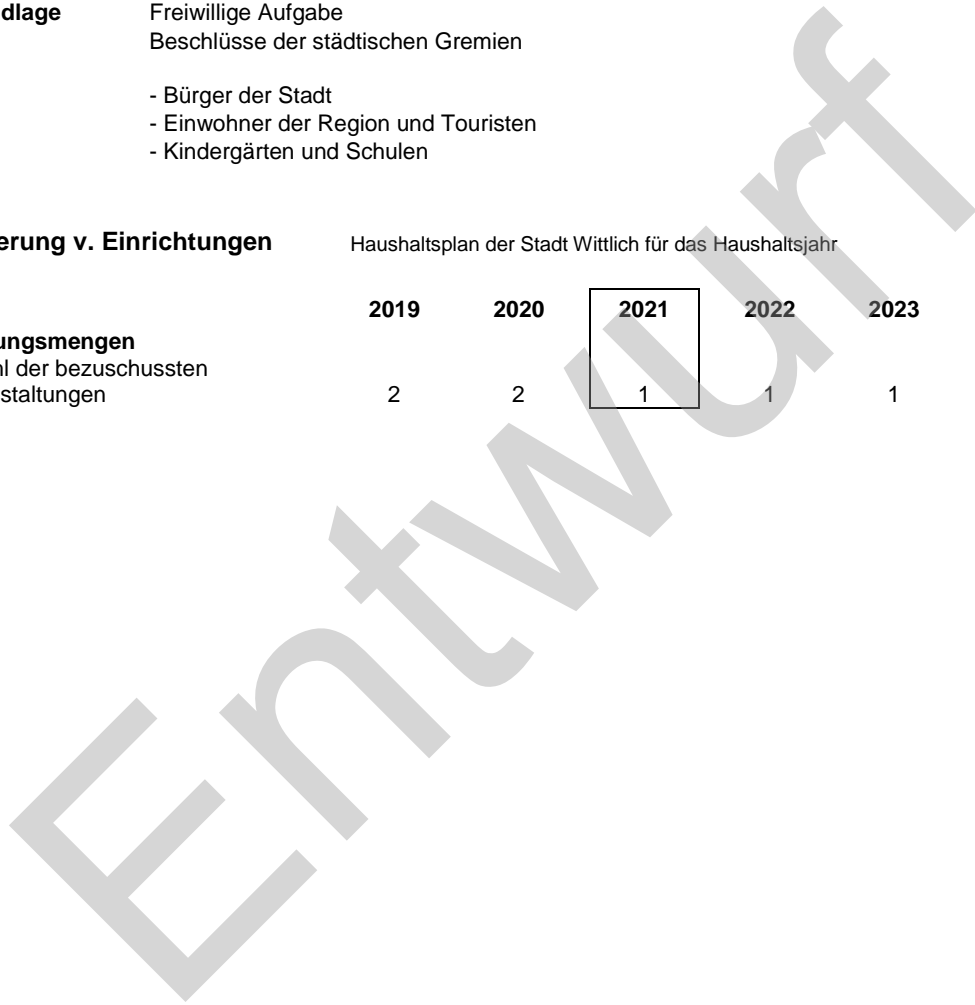 dlage Freiwillige Aufgabe
Beschlüsse der städtischen Gremien
- Bürger der Stadt
- Einwohner der Region und Touristen
- Kindergärten und Schulen
erung v. Einrichtungen Haushaltsplan der Stadt Wittlich für das Haushaltsjahr
2019 2020 2021 2022 2023
ungsmengen
l der bezuschussten
staltungen 2 2 1 1 1
Entwurf